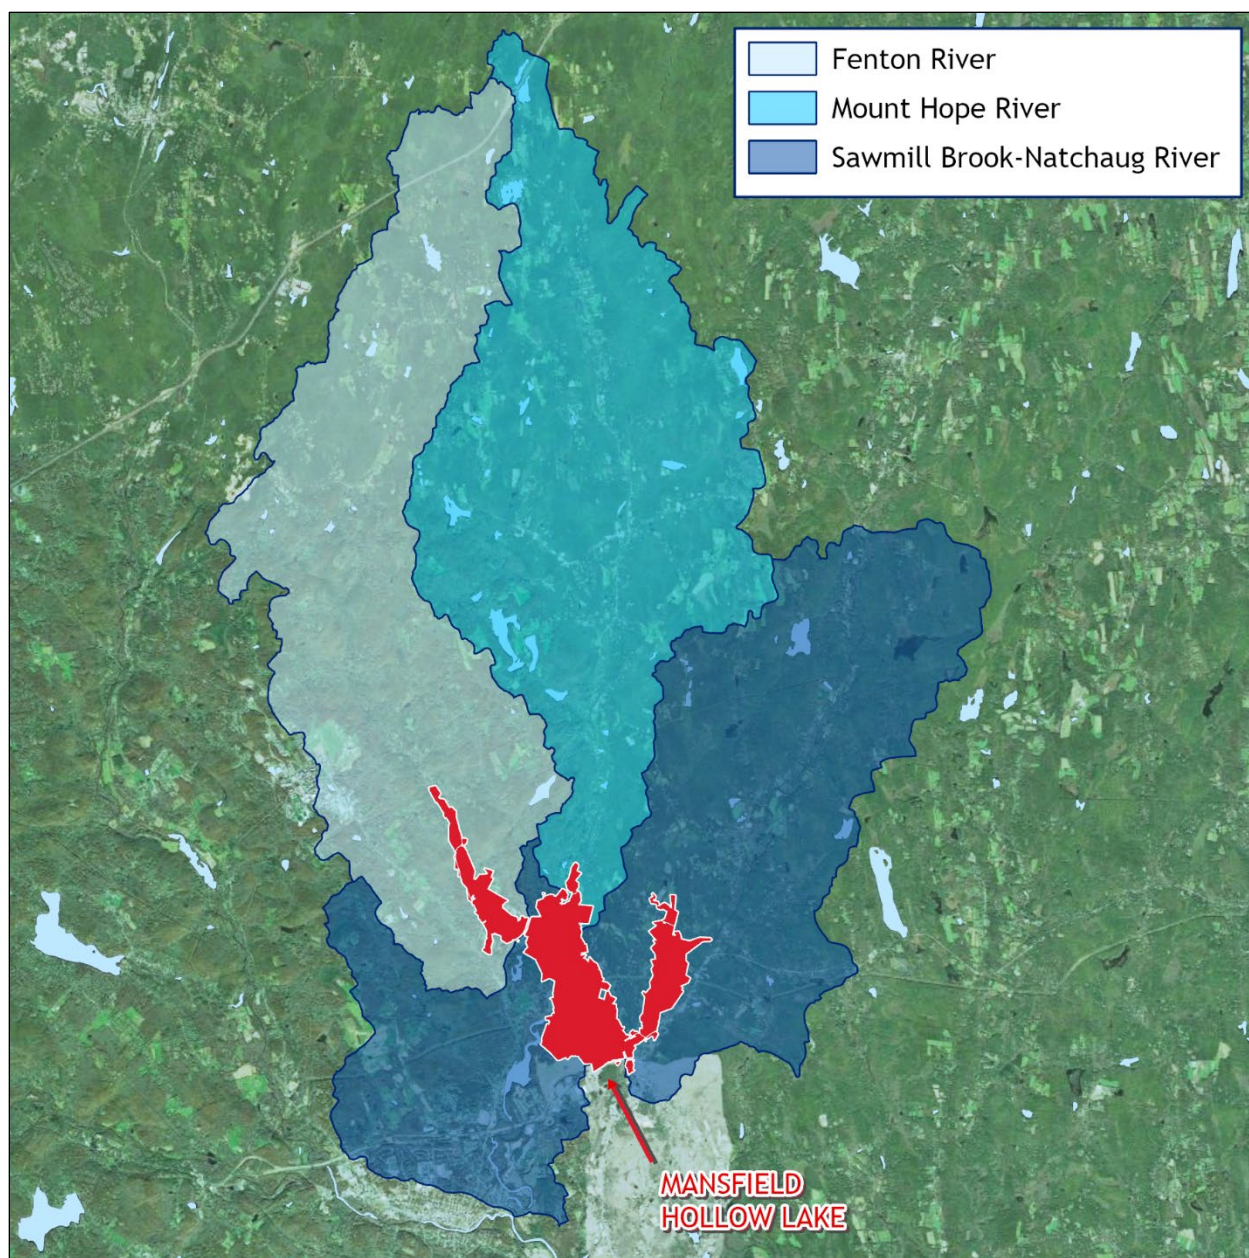 Fenton River
Mount Hope River
Sawmill Brook-Natchaug River
MANSFIELD
HOLLOW LAKE